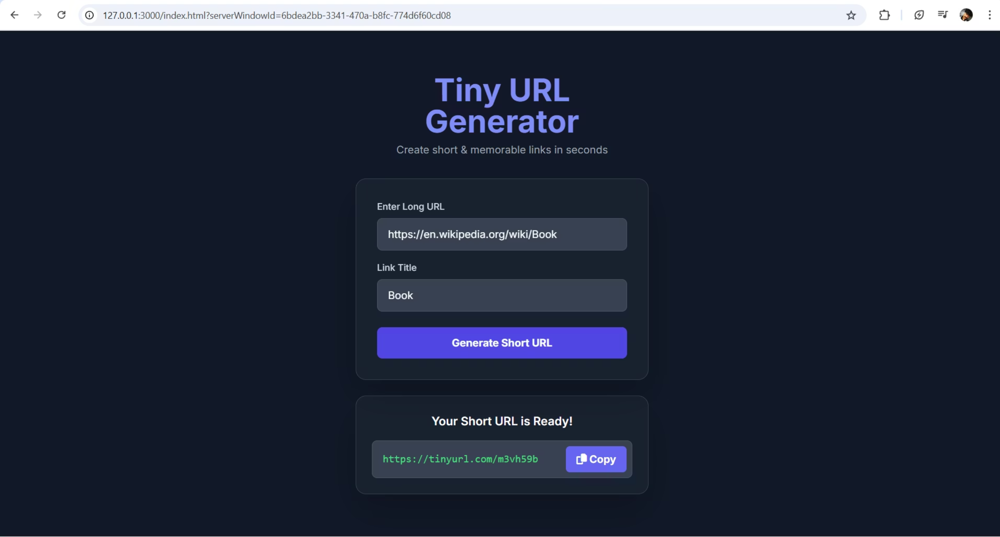 127.0.0.1:3000/index.html?serverWindowId=6bdea2bb-3341-470a-b8fc-774d6f60cd08
Tiny URL
Generator
Create short & memorable links in seconds
Enter Long URL
https://en.wikipedia.org/wiki/Book
Link Title
Book
Generate Short URL
Your Short URL is Ready!
https://tinyurl.com/m3vh59b
Copy